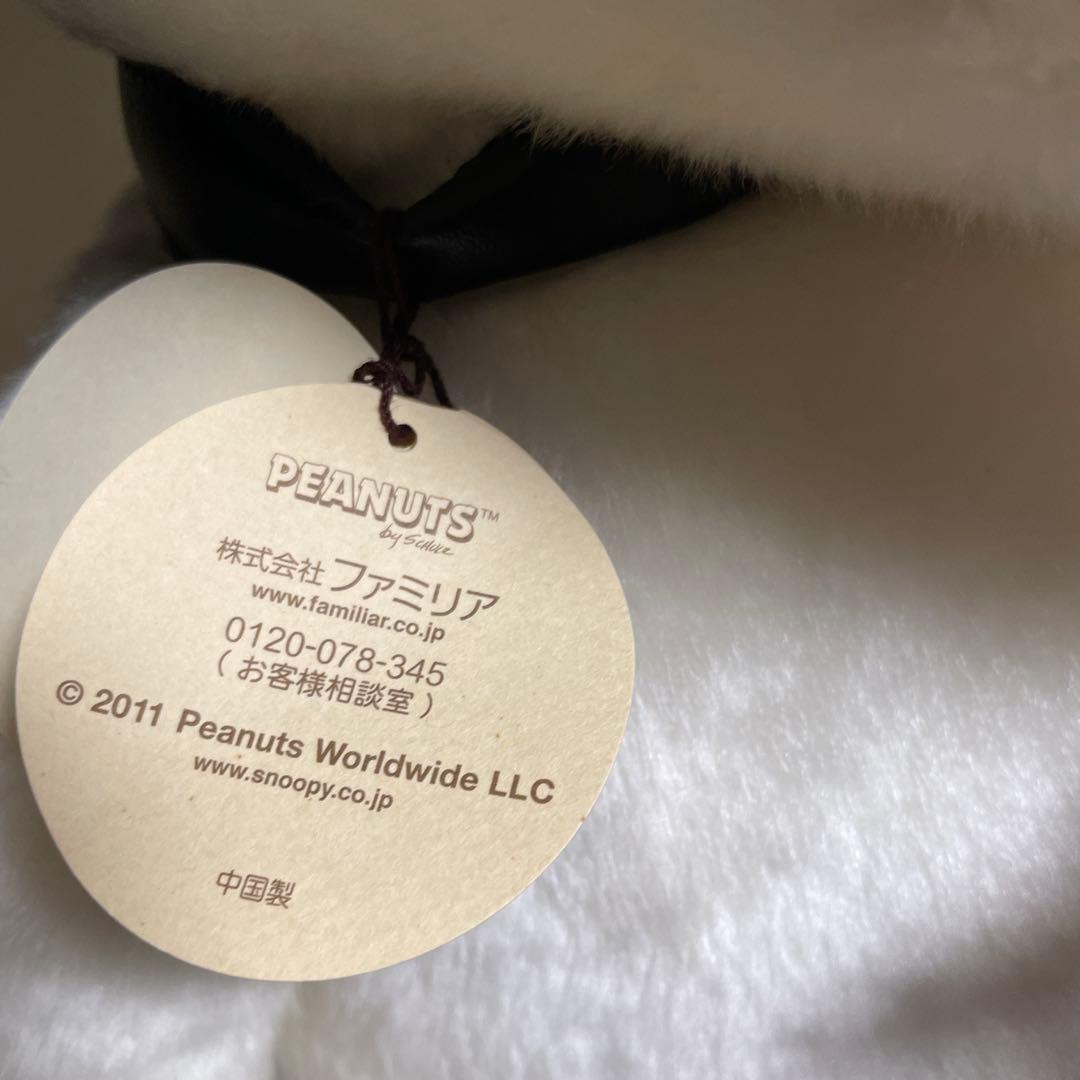 PEANUTS™
by SCHULZ
株式会社 ファミリア
www.familiar.co.jp
0120-078-345
( お客様相談室 )
© 2011 Peanuts Worldwide LLC
www.snoopy.co.jp
中国製